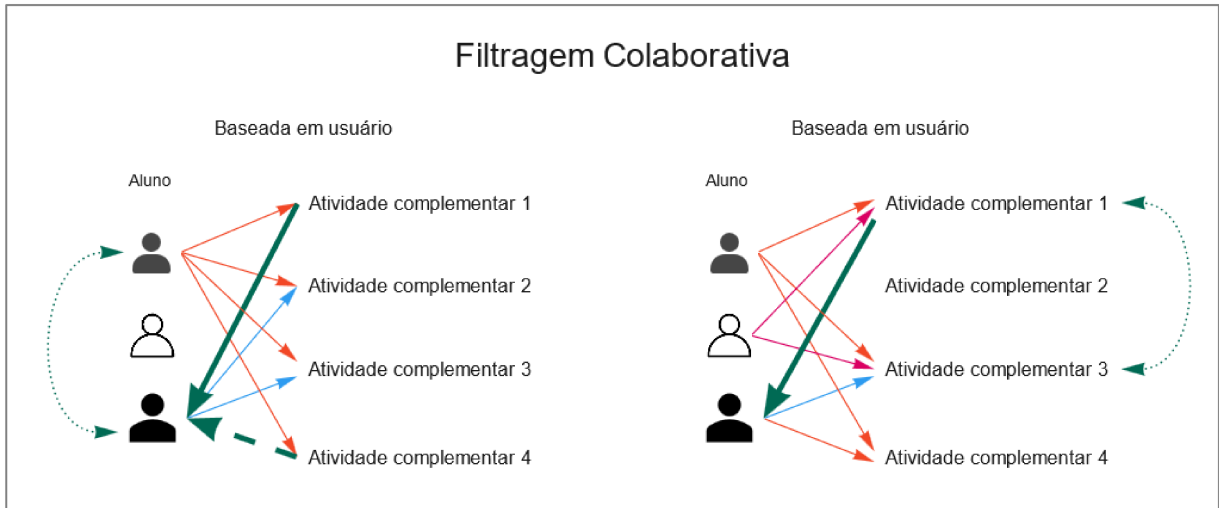 Filtragem Colaborativa
Baseada em usuário
Aluno
Atividade complementar 1
Atividade complementar 2
Atividade complementar 3
Atividade complementar 4
Baseada em usuário
Aluno
Atividade complementar 1
Atividade complementar 2
Atividade complementar 3
Atividade complementar 4